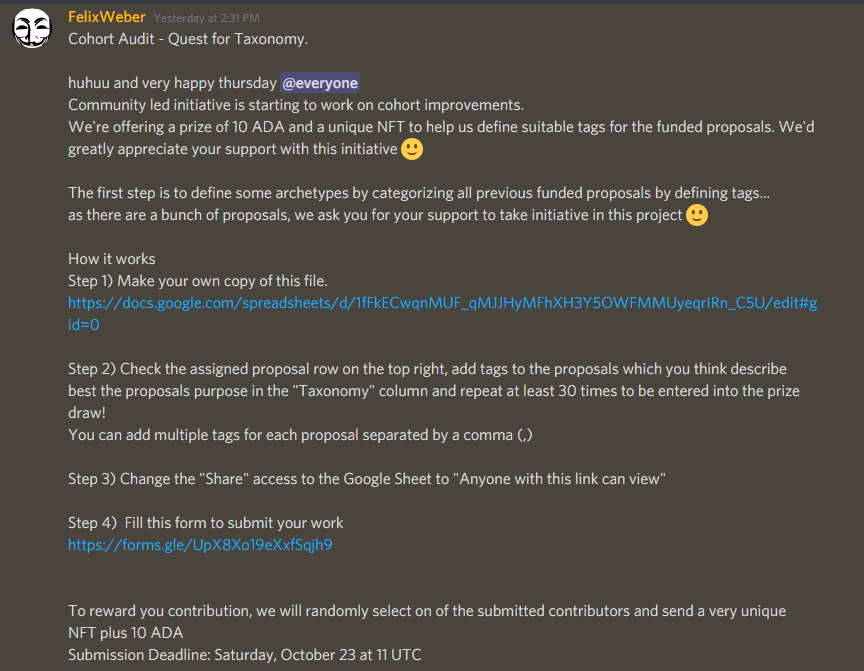 FelixWeber Yesterday at 2:31 PM
Cohort Audit - Quest for Taxonomy.
huhuu and very happy thursday @everyone
Community led initiative is starting to work on cohort improvements.
We're offering a prize of 10 ADA and a unique NFT to help us define suitable tags for the funded proposals. We'd
greatly appreciate your support with this initiative
The first step is to define some archetypes by categorizing all previous funded proposals by defining tags...
as there are a bunch of proposals, we ask you for your support to take initiative in this project
How it works
Step 1) Make your own copy of this file.
https://docs.google.com/spreadsheets/d/1fFkECwqnMUF_qMJJHyMFhXH3Y5OWFMMUyeqrIRn_C5U/edit#g
id=0
Step 2) Check the assigned proposal row on the top right, add tags to the proposals which you think describe
best the proposals purpose in the "Taxonomy" column and repeat at least 30 times to be entered into the prize
draw!
You can add multiple tags for each proposal separated by a comma (,)
Step 3) Change the "Share" access to the Google Sheet to "Anyone with this link can view"
Step 4)  Fill this form to submit your work
https://forms.gle/UpX8Xo19eXxfSqjh9
To reward you contribution, we will randomly select on of the submitted contributors and send a very unique
NFT plus 10 ADA
Submission Deadline: Saturday, October 23 at 11 UTC